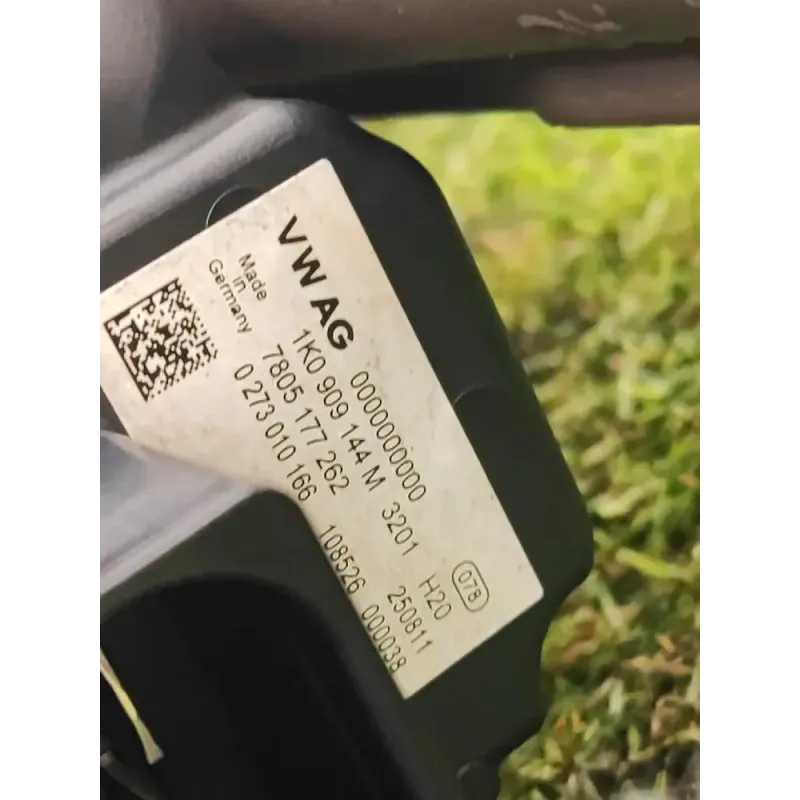 VW AG 0000000000
Made
in
Germany
1K0 909 144 M 3201 H20 078
7805 177 262 250811
0 273 010 166 108526 000038